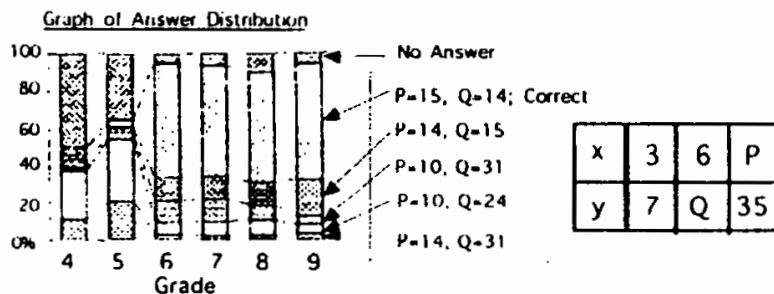 Graph of Answer Distribution
100
80
60
40
20
0%
4 5 6 7 8 9
Grade
No Answer
P=15, Q=14; Correct
P=14, Q=15
P=10, Q=31
P=10, Q=24
P=14, Q=31
x 3 6 P
y 7 Q 35